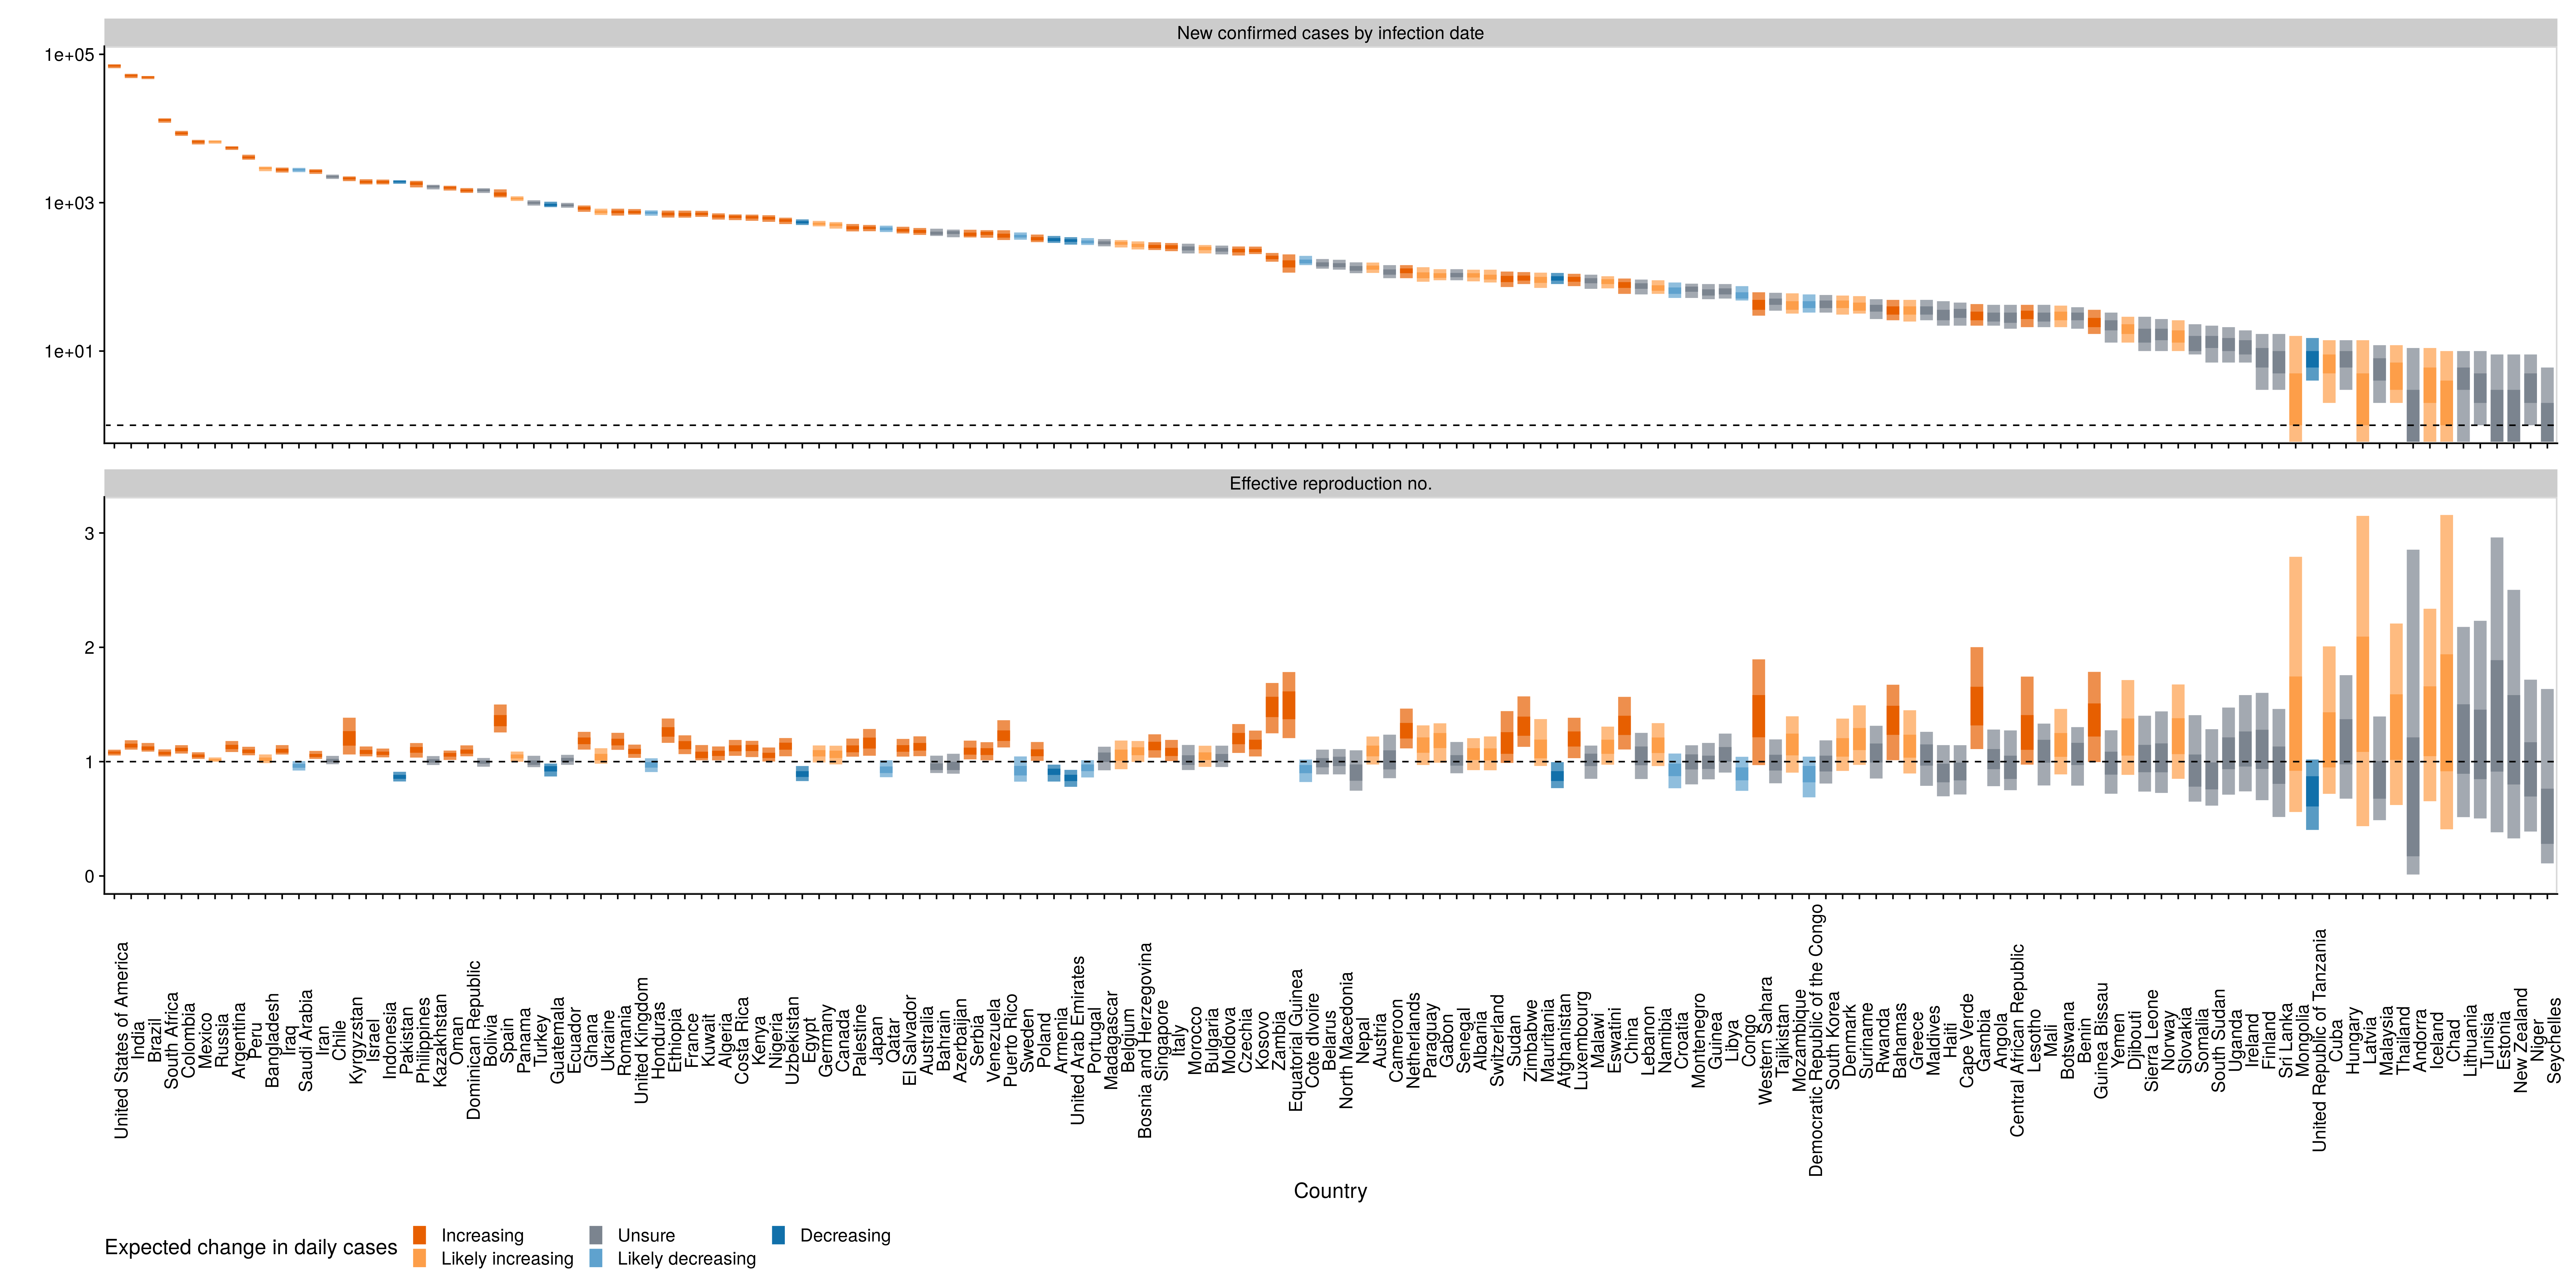 New confirmed cases by infection date
1e+05
1e+03
1e+01
Effective reproduction no.
3
2
1
0
United States of America
India
Brazil
South Africa
Colombia
Mexico
Russia
Argentina
Peru
Bangladesh
Iraq
Saudi Arabia
Iran
Chile
Kyrgyzstan
Israel
Indonesia
Pakistan
Philippines
Kazakhstan
Oman
Dominican Republic
Bolivia
Spain
Panama
Turkey
Guatemala
Ecuador
Ghana
Ukraine
Romania
United Kingdom
Honduras
Ethiopia
France
Kuwait
Algeria
Costa Rica
Kenya
Nigeria
Uzbekistan
Egypt
Germany
Canada
Palestine
Japan
Qatar
El Salvador
Australia
Bahrain
Azerbaijan
Serbia
Venezuela
Puerto Rico
Sweden
Poland
Armenia
United Arab Emirates
Portugal
Madagascar
Belgium
Bosnia and Herzegovina
Singapore
Italy
Morocco
Bulgaria
Moldova
Czechia
Kosovo
Zambia
Equatorial Guinea
Cote dIvoire
Belarus
North Macedonia
Nepal
Austria
Cameroon
Netherlands
Paraguay
Gabon
Senegal
Albania
Switzerland
Sudan
Zimbabwe
Mauritania
Afghanistan
Luxembourg
Malawi
Eswatini
China
Lebanon
Namibia
Croatia
Montenegro
Guinea
Libya
Congo
Western Sahara
Tajikistan
Mozambique
Democratic Republic of the Congo
South Korea
Denmark
Suriname
Rwanda
Bahamas
Greece
Maldives
Haiti
Cape Verde
Gambia
Angola
Central African Republic
Lesotho
Mali
Botswana
Benin
Guinea Bissau
Yemen
Djibouti
Sierra Leone
Norway
Slovakia
Somalia
South Sudan
Uganda
Ireland
Finland
Sri Lanka
Mongolia
United Republic of Tanzania
Cuba
Hungary
Latvia
Malaysia
Thailand
Andorra
Iceland
Chad
Lithuania
Tunisia
Estonia
New Zealand
Niger
Seychelles
Country
Expected change in daily cases
Increasing
Unsure
Decreasing
Likely increasing
Likely decreasing